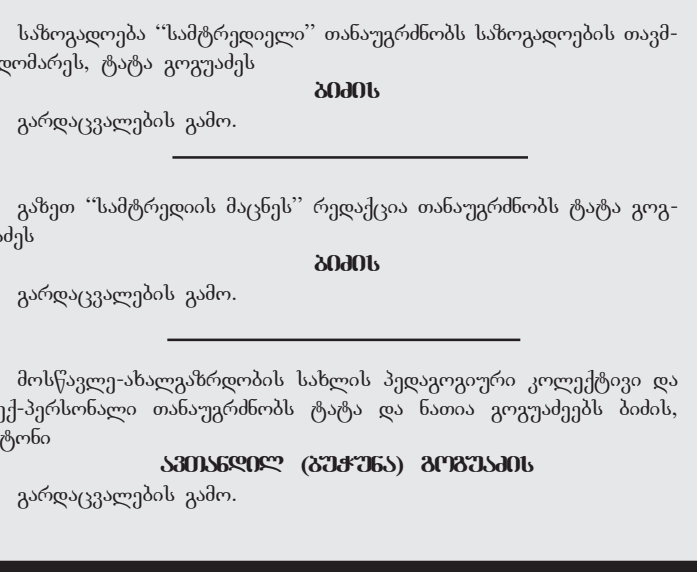 საზოგადოება “სამტრედიელი” თანაუგრძნობს საზოგადოების თავმ-
დომარეს, ტატა გოგუაძეს
ბიძის
გარდაცვალების გამო.
გაზეთ “სამტრედიის მაცნეს” რედაქცია თანაუგრძნობს ტატა გოგ-
აძეს
ბიძის
გარდაცვალების გამო.
მოსწავლე-ახალგაზრდობის სახლის პედაგოგიური კოლექტივი და
ექ-პერსონალი თანაუგრძნობს ტატა და ნათია გოგუაძეებს ბიძის,
ტონი
ავთანდილ (ბუჭუნა) გოგუაძის
გარდაცვალების გამო.